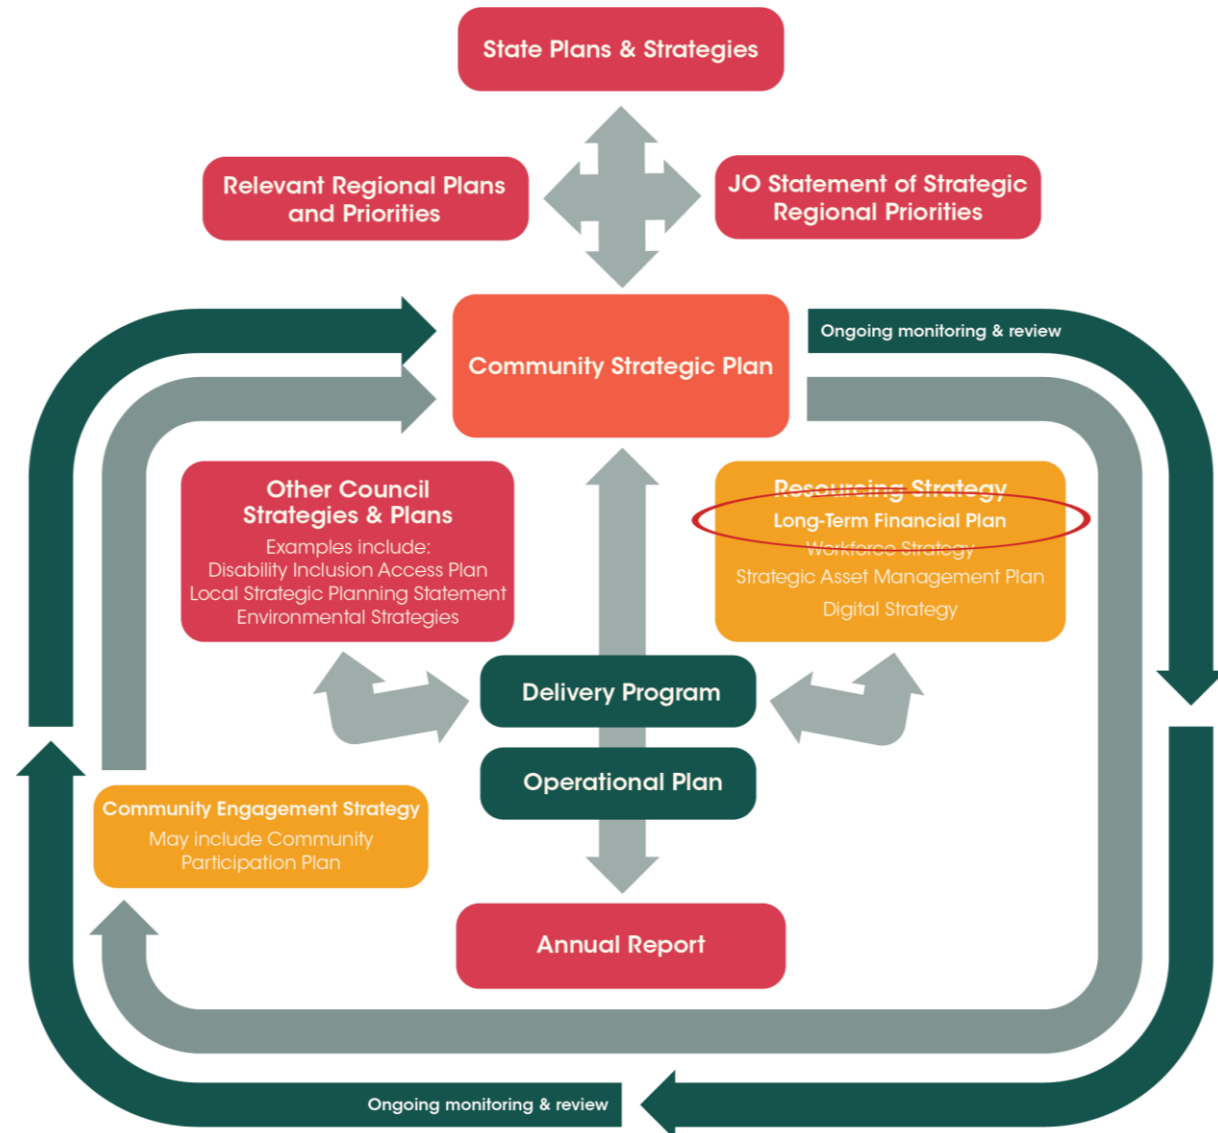 State Plans & Strategies
Relevant Regional Plans
and Priorities
JO Statement of Strategic
Regional Priorities
Community Strategic Plan
Ongoing monitoring & review
Other Council
Strategies & Plans
Examples include:
Disability Inclusion Access Plan
Local Strategic Planning Statement
Environmental Strategies
Resourcing Strategy
Long-Term Financial Plan
Workforce Strategy
Strategic Asset Management Plan
Digital Strategy
Delivery Program
Operational Plan
Community Engagement Strategy
May include Community
Participation Plan
Annual Report
Ongoing monitoring & review